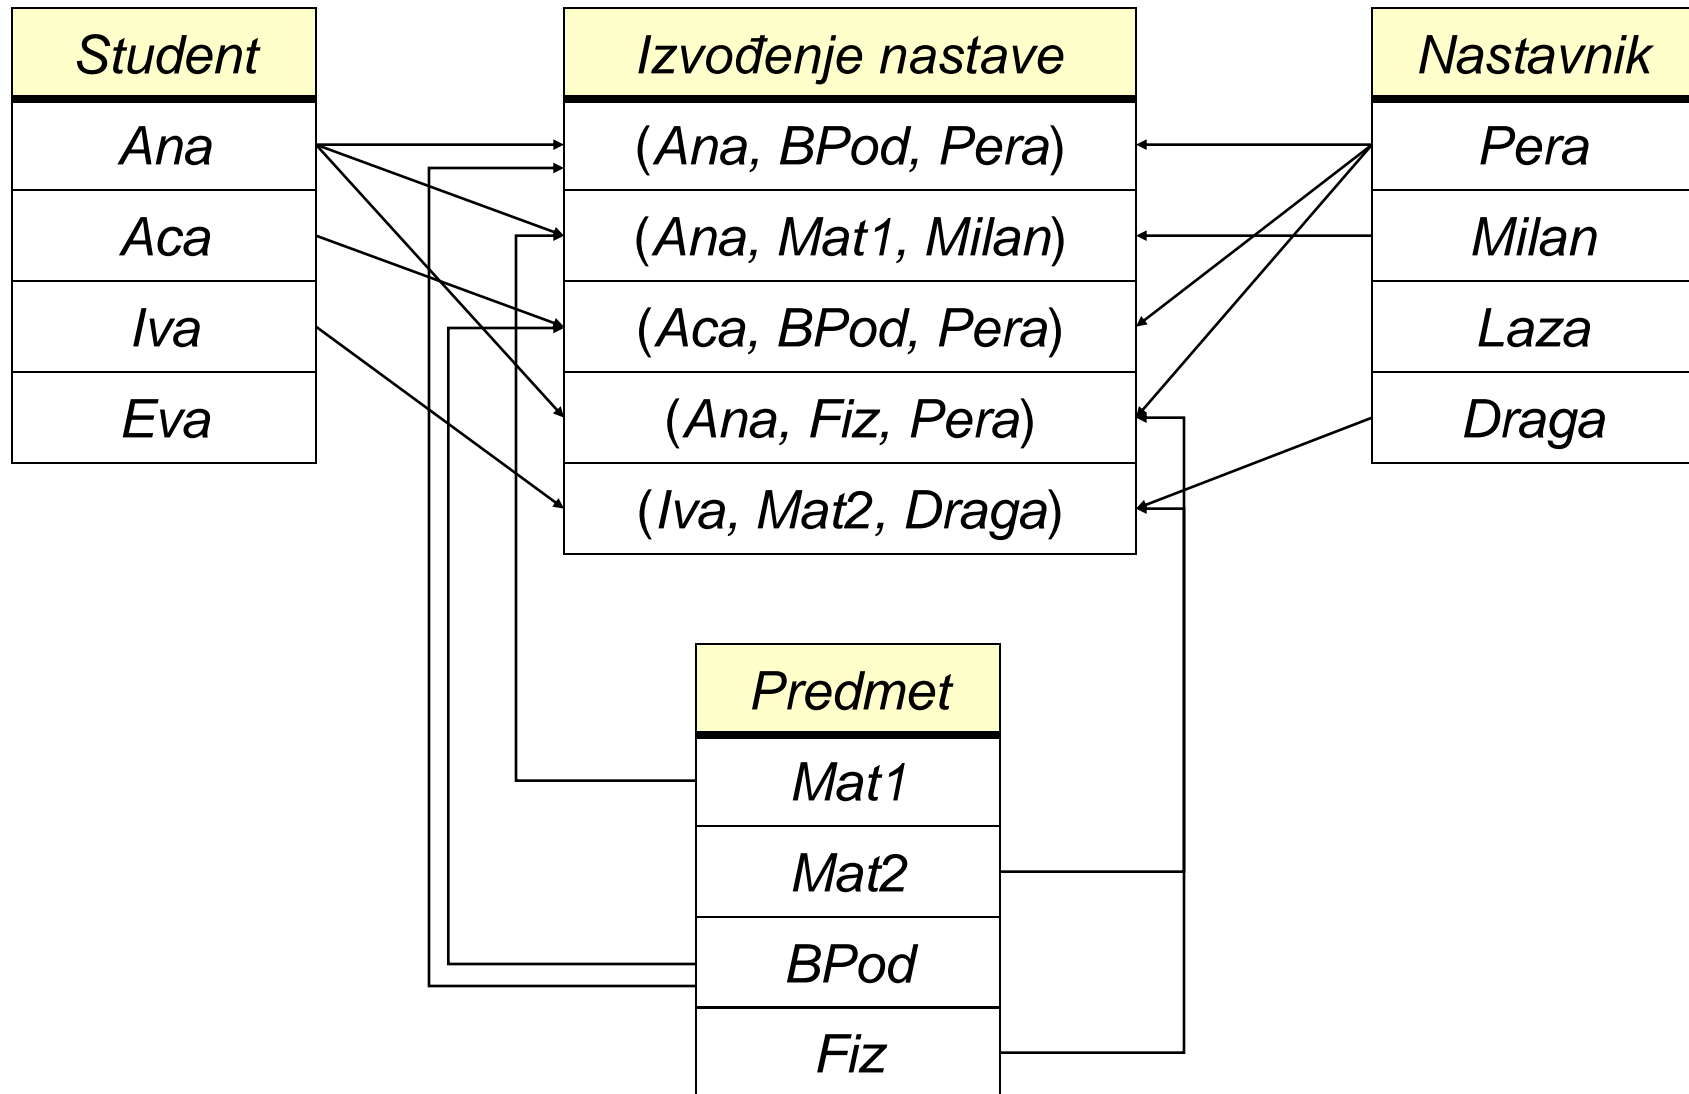 Student
Ana
Aca
Iva
Eva
Izvođenje nastave
(Ana, BPod, Pera)
(Ana, Mat1, Milan)
(Aca, BPod, Pera)
(Ana, Fiz, Pera)
(Iva, Mat2, Draga)
Nastavnik
Pera
Milan
Laza
Draga
Predmet
Mat1
Mat2
BPod
Fiz